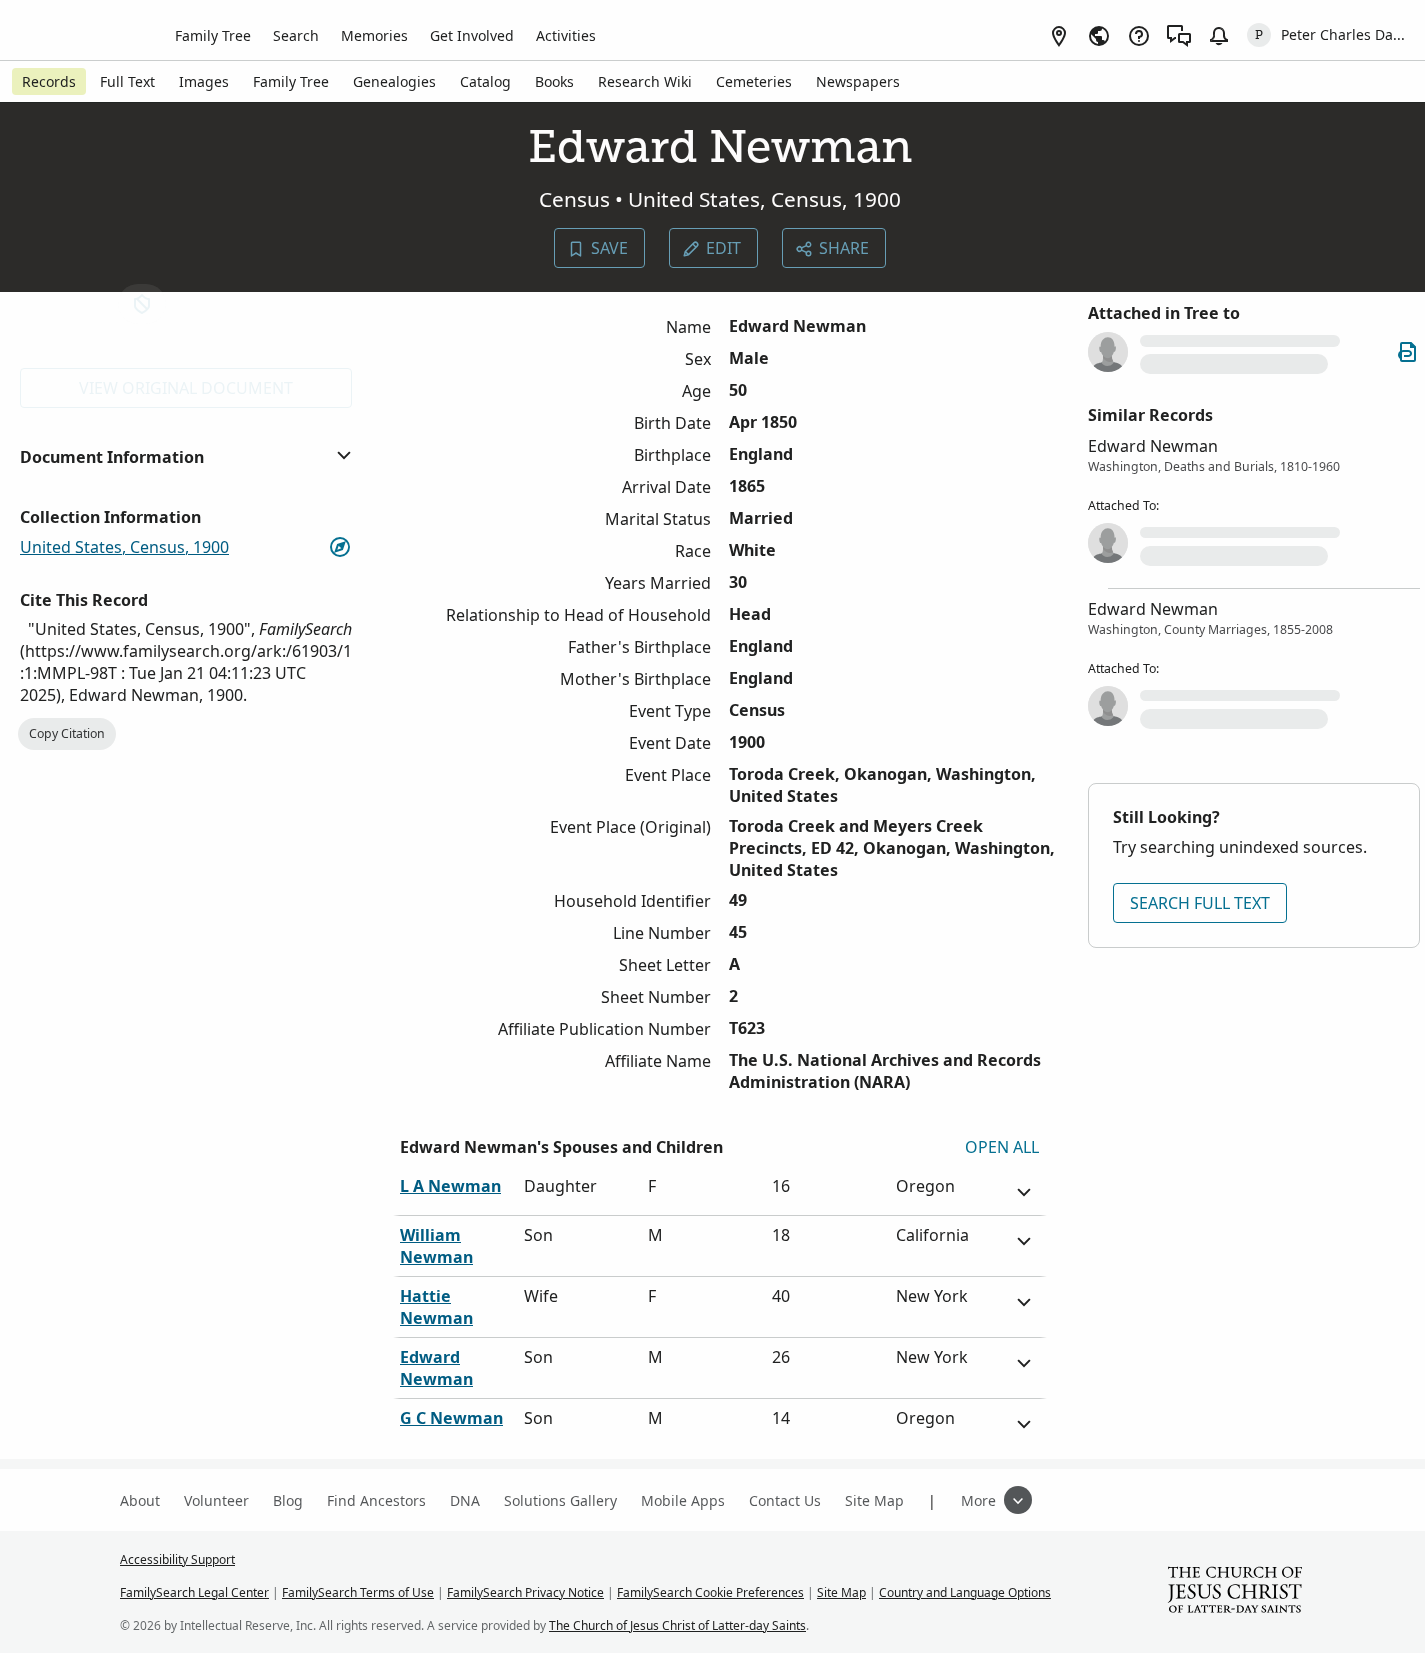 Family Tree Search Memories Get Involved Activities P Peter Charles Da...
Records Full Text Images Family Tree Genealogies Catalog Books Research Wiki Cemeteries Newspapers
Edward Newman
Census • United States, Census, 1900
SAVE EDIT SHARE
VIEW ORIGINAL DOCUMENT
Document Information
Collection Information
United States, Census, 1900
Cite This Record
"United States, Census, 1900", FamilySearch
(https://www.familysearch.org/ark:/61903/1
:1:MMPL-98T : Tue Jan 21 04:11:23 UTC
2025), Edward Newman, 1900.
Copy Citation
Name Edward Newman
Sex Male
Age 50
Birth Date Apr 1850
Birthplace England
Arrival Date 1865
Marital Status Married
Race White
Years Married 30
Relationship to Head of Household Head
Father's Birthplace England
Mother's Birthplace England
Event Type Census
Event Date 1900
Event Place Toroda Creek, Okanogan, Washington,
United States
Event Place (Original) Toroda Creek and Meyers Creek
Precincts, ED 42, Okanogan, Washington,
United States
Household Identifier 49
Line Number 45
Sheet Letter A
Sheet Number 2
Affiliate Publication Number T623
Affiliate Name The U.S. National Archives and Records
Administration (NARA)
Edward Newman's Spouses and Children OPEN ALL
L A Newman Daughter F 16 Oregon
William Son M 18 California
Newman
Hattie Wife F 40 New York
Newman
Edward Son M 26 New York
Newman
G C Newman Son M 14 Oregon
Attached in Tree to
Similar Records
Edward Newman
Washington, Deaths and Burials, 1810-1960
Attached To:
Edward Newman
Washington, County Marriages, 1855-2008
Attached To:
Still Looking?
Try searching unindexed sources.
SEARCH FULL TEXT
About Volunteer Blog Find Ancestors DNA Solutions Gallery Mobile Apps Contact Us Site Map | More
Accessibility Support
FamilySearch Legal Center | FamilySearch Terms of Use | FamilySearch Privacy Notice | FamilySearch Cookie Preferences | Site Map | Country and Language Options
© 2026 by Intellectual Reserve, Inc. All rights reserved. A service provided by The Church of Jesus Christ of Latter-day Saints.
THE CHURCH OF
JESUS CHRIST
OF LATTER-DAY SAINTS